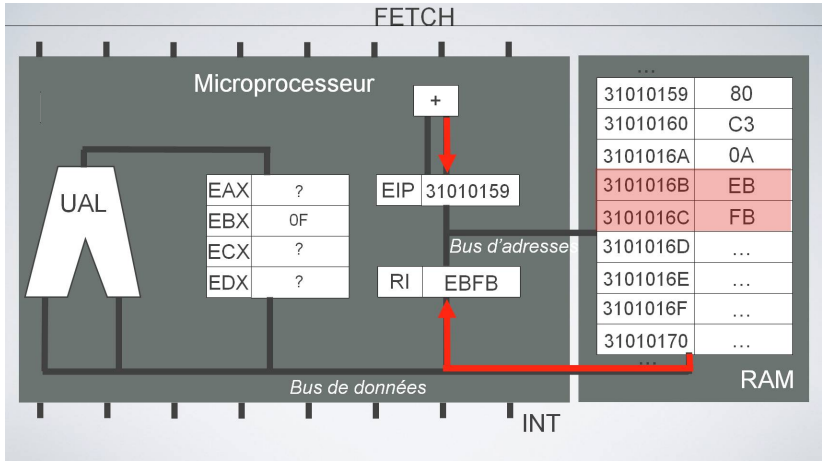 FETCH
Microprocesseur
+
UAL
EAX ?
EBX 0F
ECX ?
EDX ?
EIP 31010159
Bus d'adresses
RI EBFB
Bus de données
INT
...
31010159 80
31010160 C3
3101016A 0A
3101016B EB
3101016C FB
3101016D ...
3101016E ...
3101016F ...
31010170 ...
...
RAM